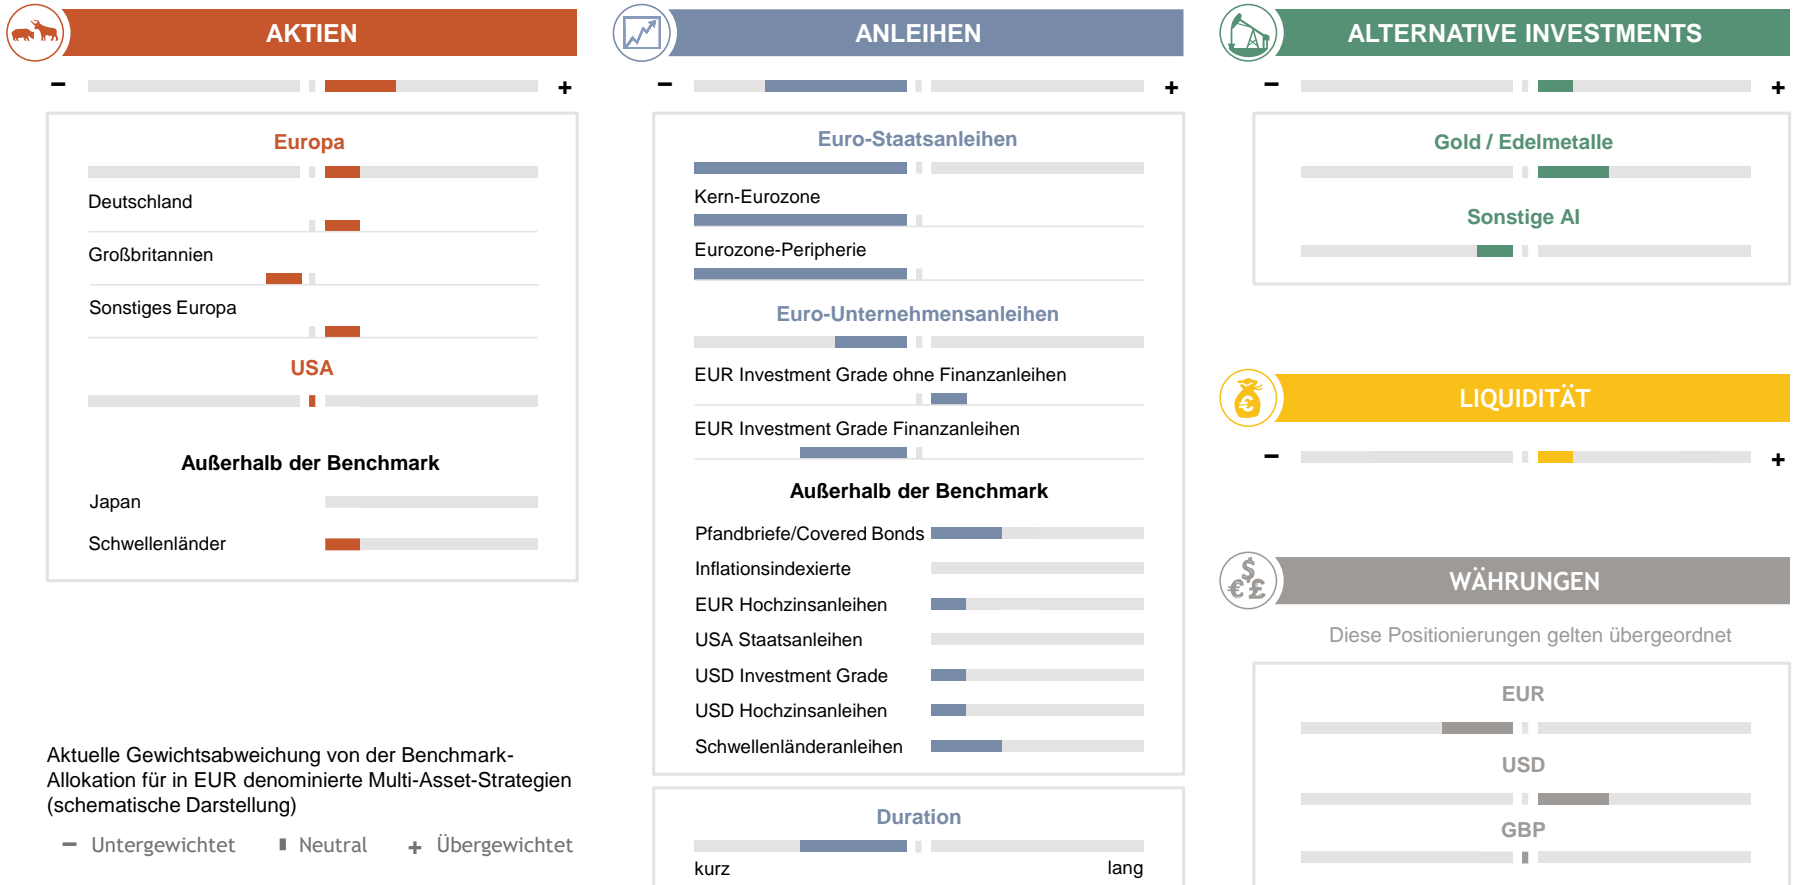 AKTIEN
− +
Europa
Deutschland
Großbritannien
Sonstiges Europa
USA
Außerhalb der Benchmark
Japan
Schwellenländer
Aktuelle Gewichtsabweichung von der Benchmark-
Allokation für in EUR denominierte Multi-Asset-Strategien
(schematische Darstellung)
− Untergewichtet Neutral + Übergewichtet
ANLEIHEN
− +
Euro-Staatsanleihen
Kern-Eurozone
Eurozone-Peripherie
Euro-Unternehmensanleihen
EUR Investment Grade ohne Finanzanleihen
EUR Investment Grade Finanzanleihen
Außerhalb der Benchmark
Pfandbriefe/Covered Bonds
Inflationsindexierte
EUR Hochzinsanleihen
USA Staatsanleihen
USD Investment Grade
USD Hochzinsanleihen
Schwellenländeranleihen
Duration
kurz lang
ALTERNATIVE INVESTMENTS
− +
Gold / Edelmetalle
Sonstige AI
€
LIQUIDITÄT
− +
$
€£
WÄHRUNGEN
Diese Positionierungen gelten übergeordnet
EUR
USD
GBP